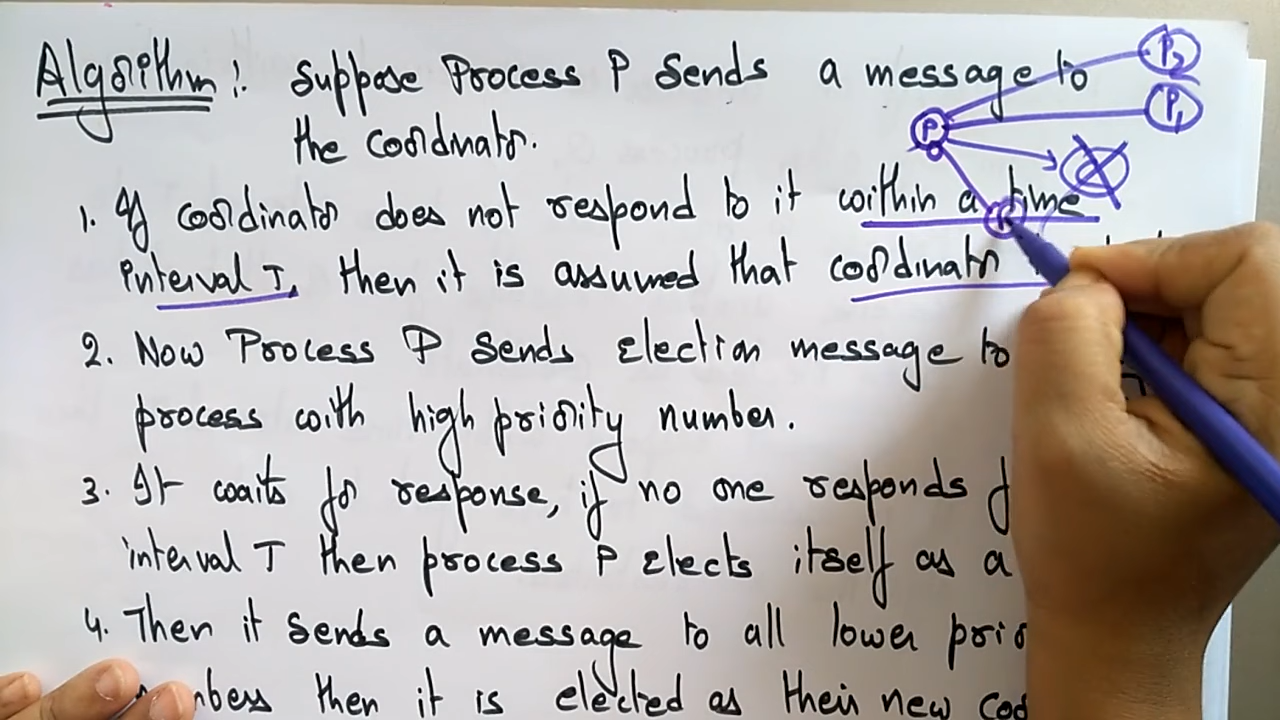 Algorithm:. Suppose Process P Sends a message to
the Coordinator.
P2
P
P1
1. If Coordinator does not respond to it within a time
interval T, then it is assumed that coordinator
2. Now Process P Sends Election message to
process with high priority number.
3. It waits for response, if no one responds
interval T then process P Elects itself as a
4. Then it Sends a message to all lower
then it is elected as their new